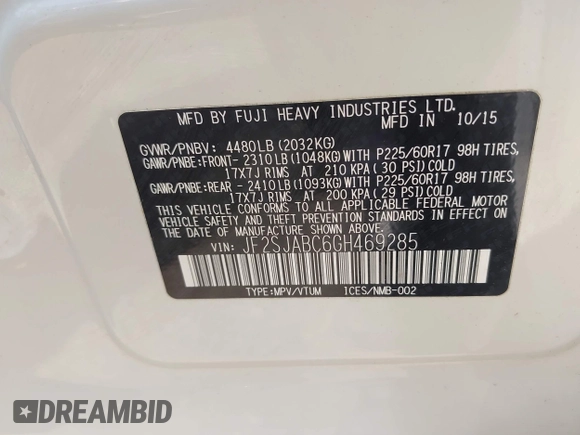 MFD BY FUJI HEAVY INDUSTRIES LTD.
MFD IN 10/15
GVWR/PNBV: 4480LB(2032KG)
GAWR/PNBE:FRONT- 2310LB(1048KG)WITH P225/60R17 98H TIRES,
17X7J RIMS AT 210 KPA (30 PSI)COLD
GAWR/PNBE:REAR - 2410LB(1093KG)WITH P225/60R17 98H TIRES,
17X7J RIMS AT 200 KPA (29 PSI)COLD
THIS VEHICLE CONFORMS TO ALL APPLICABLE FEDERAL MOTOR
VEHICLE SAFETY AND THEFT PREVENTION STANDARDS IN EFFECT ON
THE DATE OF MANUFACTURE SHOWN ABOVE.
VIN: JF2SJABC6GH469285
TYPE:MPV/VTUM ICES/NMB-002
DREAMBID